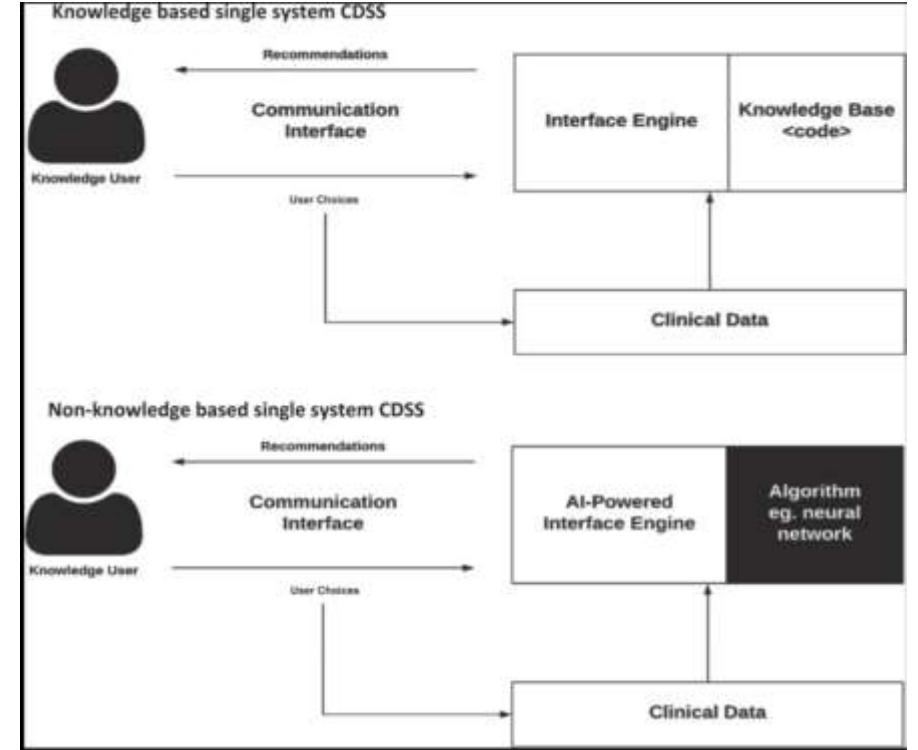 Knowledge based single system CDSS
Recommendations
Communication
Interface
Knowledge User
User Choices
Interface Engine
Knowledge Base
<code>
Clinical Data
Non-knowledge based single system CDSS
Recommendations
Communication
Interface
Knowledge User
User Choices
AI-Powered
Interface Engine
Algorithm
eg. neural
network
Clinical Data